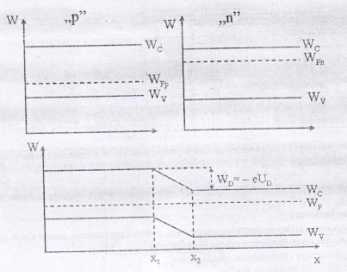 „p” „n”
W W_C W W_C
W_Fp W_Fn
W_V W_V
W
W_D = – eU_D
W_C
W_F
W_V
x_1 x_2 x